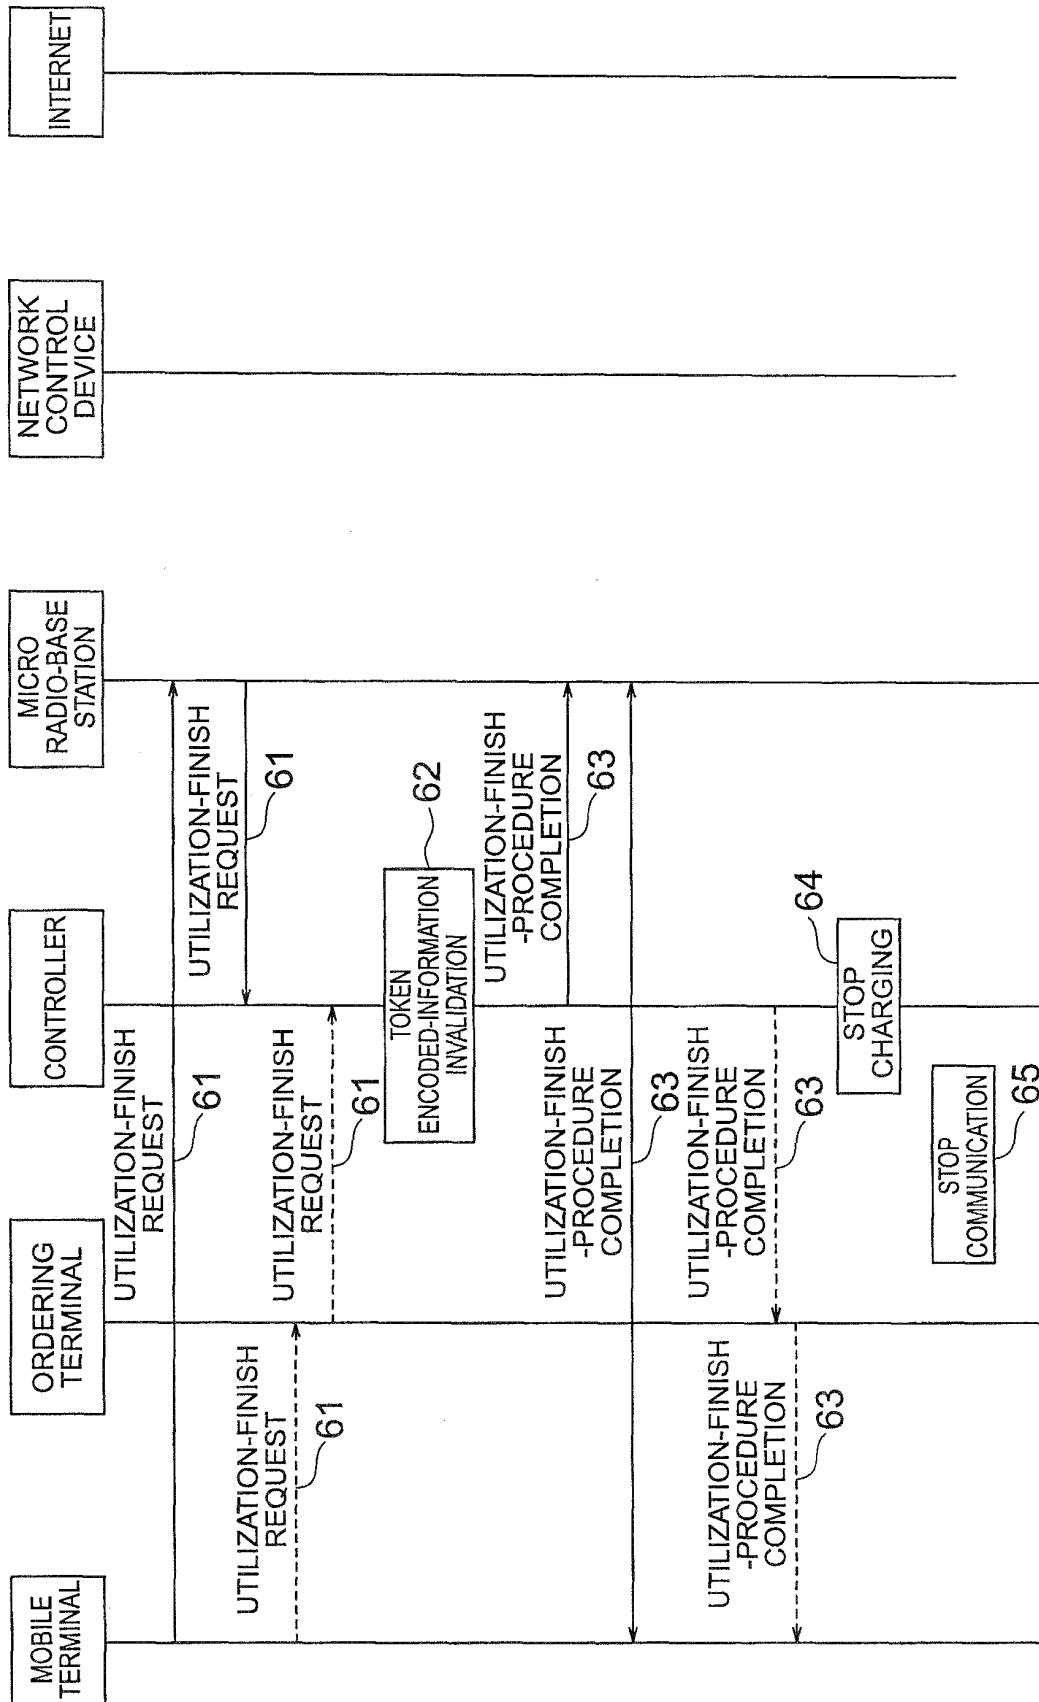 MOBILE
TERMINAL
ORDERING
TERMINAL
CONTROLLER
MICRO
RADIO-BASE
STATION
NETWORK
CONTROL
DEVICE
INTERNET
UTILIZATION-FINISH
REQUEST
61
UTILIZATION-FINISH
REQUEST
61
UTILIZATION-FINISH
REQUEST
61
UTILIZATION-FINISH
REQUEST
61
TOKEN
ENCODED-INFORMATION
INVALIDATION
62
UTILIZATION-FINISH
-PROCEDURE
COMPLETION
63
UTILIZATION-FINISH
-PROCEDURE
COMPLETION
63
UTILIZATION-FINISH
-PROCEDURE
COMPLETION
63
UTILIZATION-FINISH
-PROCEDURE
COMPLETION
63
STOP
CHARGING
64
STOP
COMMUNICATION
65